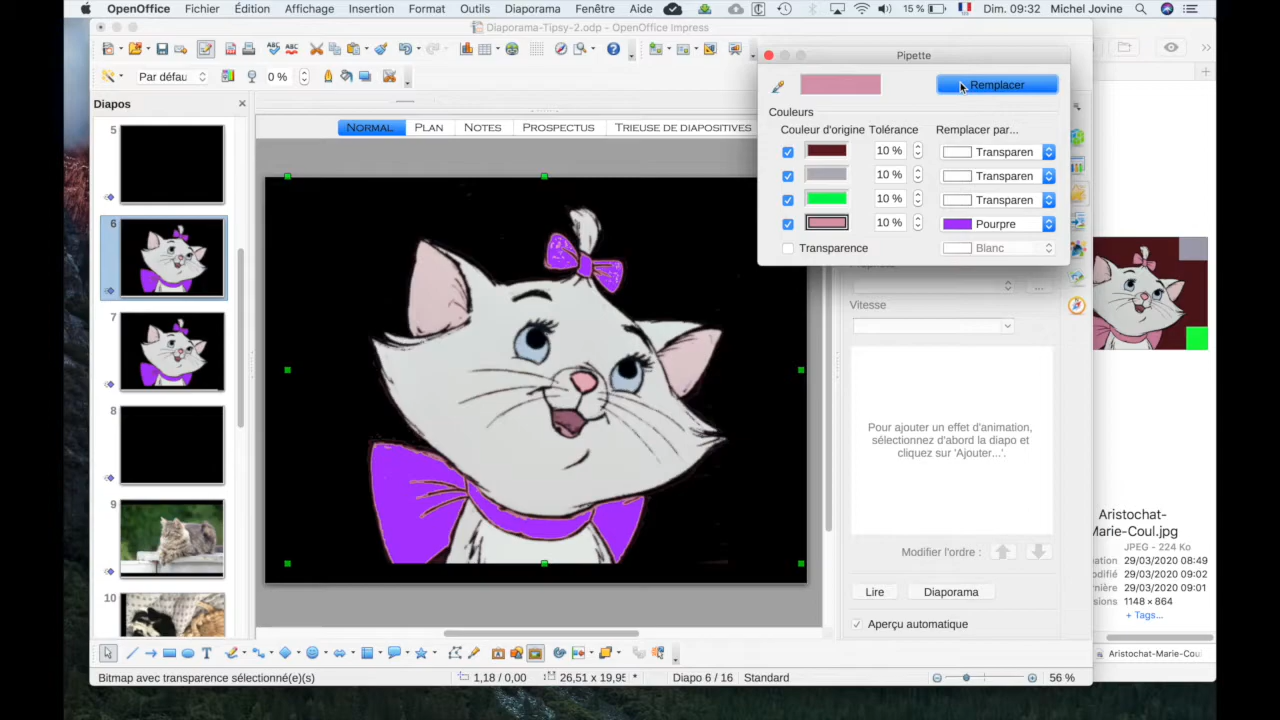 OpenOffice Fichier Édition Affichage Insertion Format Outils Diaporama Fenêtre Aide 15 % Dim. 09:32 Michel Jovine
Diaporama-Tipsy-2.odp - OpenOffice Impress
Par défau 0 %
Pipette
Remplacer
Couleurs
Couleur d'origine Tolérance Remplacer par...
10 % Transparen
10 % Transparen
10 % Transparen
10 % Pourpre
Transparence Blanc
Diapos
NORMAL PLAN NOTES PROSPECTUS TRIEUSE DE DIAPOSITIVES
5
6
7
8
9
10
...
Vitesse
Pour ajouter un effet d'animation,
sélectionnez d'abord la diapo et
cliquez sur 'Ajouter...'.
Modifier l'ordre :
Lire Diaporama
Aperçu automatique
Aristochat-
Marie-Coul.jpg
JPEG - 224 Ko
ation 29/03/2020 08:49
odifié 29/03/2020 09:02
rnière 29/03/2020 09:01
sions 1148 × 864
+ Tags...
Aristochat-Marie-Cou
Bitmap avec transparence sélectionné(e)(s) 1,18 / 0,00 26,51 x 19,95 * Diapo 6 / 16 Standard 56 %